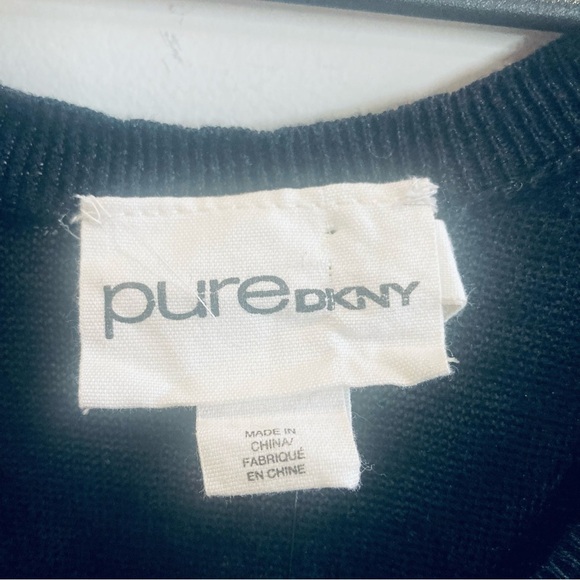 pureDKNY
MADE IN
CHINA/
FABRIQUÉ
EN CHINE